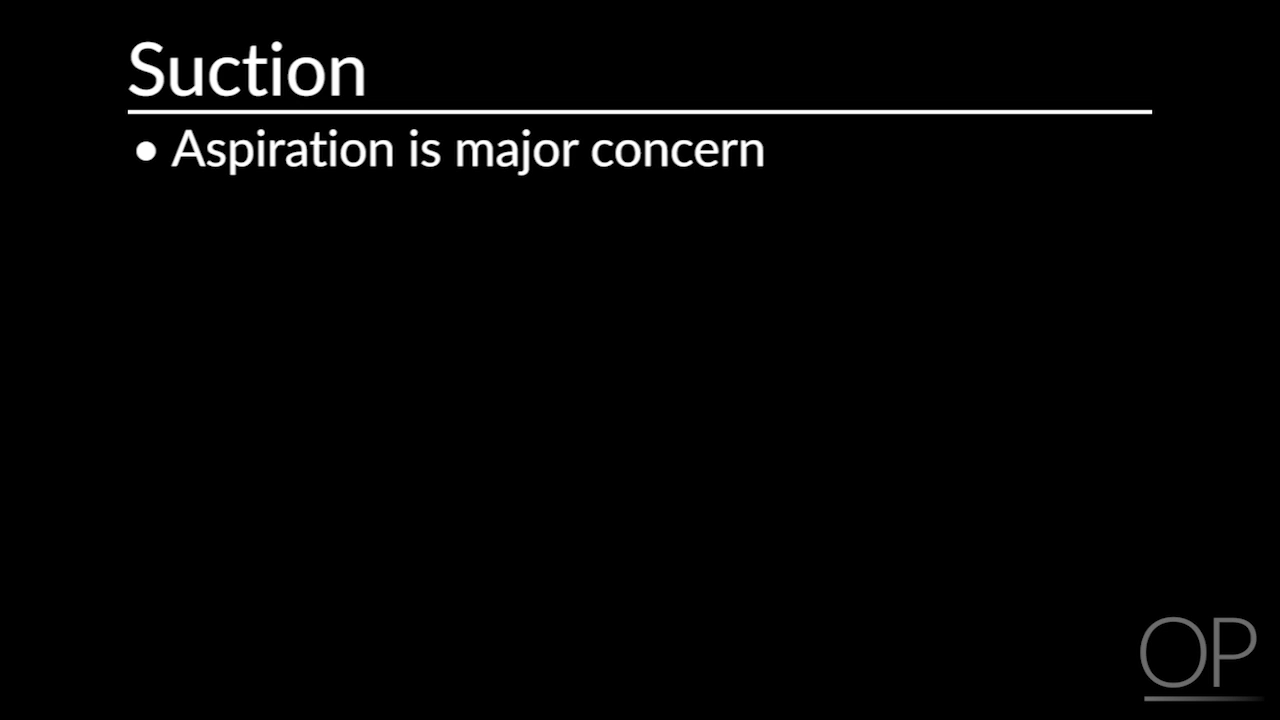 Suction
• Aspiration is major concern
OP